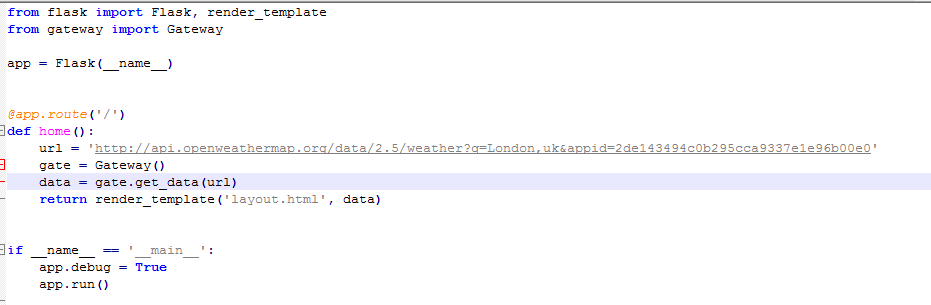 from flask import Flask, render_template
from gateway import Gateway
app = Flask(__name__)
@app.route('/')
def home():
url = 'http://api.openweathermap.org/data/2.5/weather?q=London,uk&appid=2de143494c0b295cca9337e1e96b00e0'
gate = Gateway()
data = gate.get_data(url)
return render_template('layout.html', data)
if __name__ == '__main__':
app.debug = True
app.run()